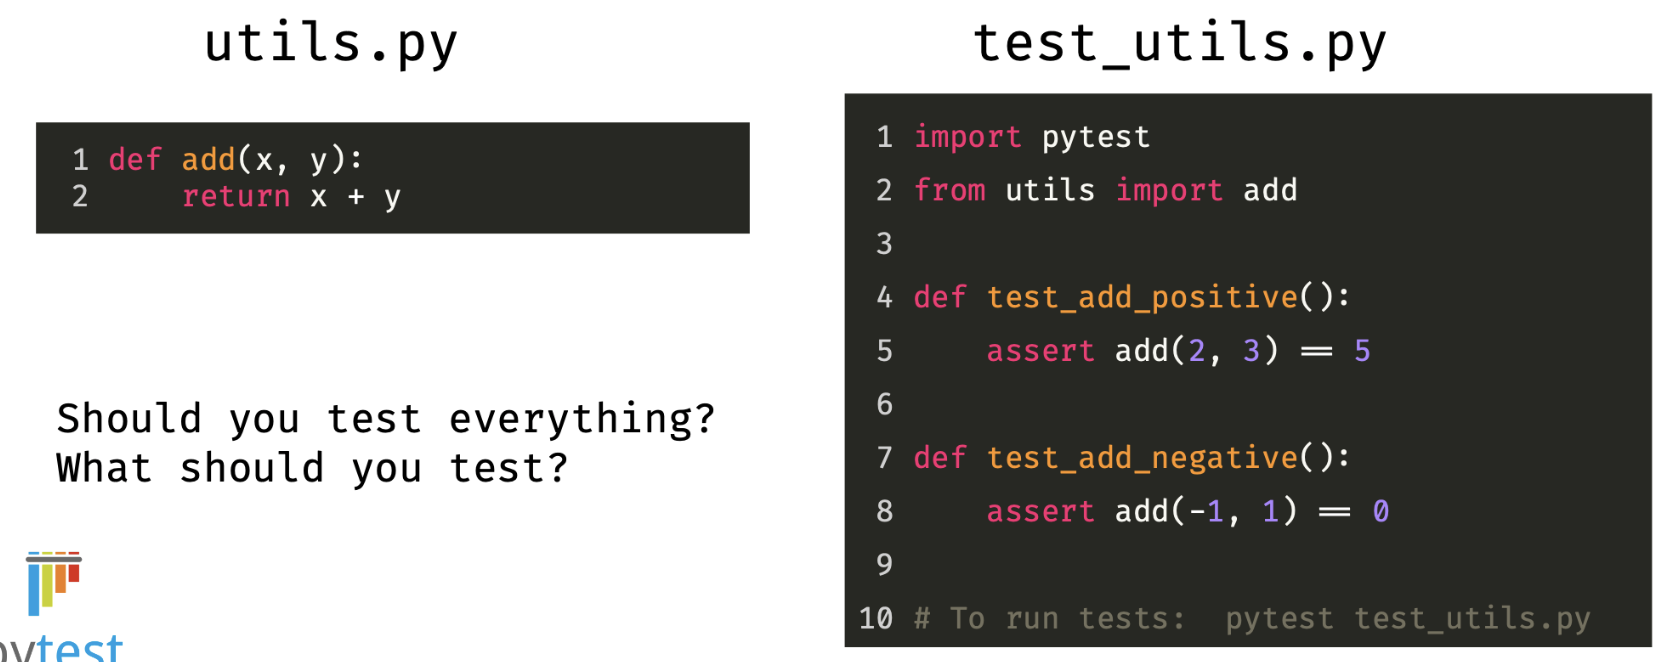 utils.py
1 def add(x, y):
2     return x + y
Should you test everything?
What should you test?
pytest
test_utils.py
1 import pytest
2 from utils import add
3
4 def test_add_positive():
5     assert add(2, 3) == 5
6
7 def test_add_negative():
8     assert add(-1, 1) == 0
9
10 # To run tests:  pytest test_utils.py